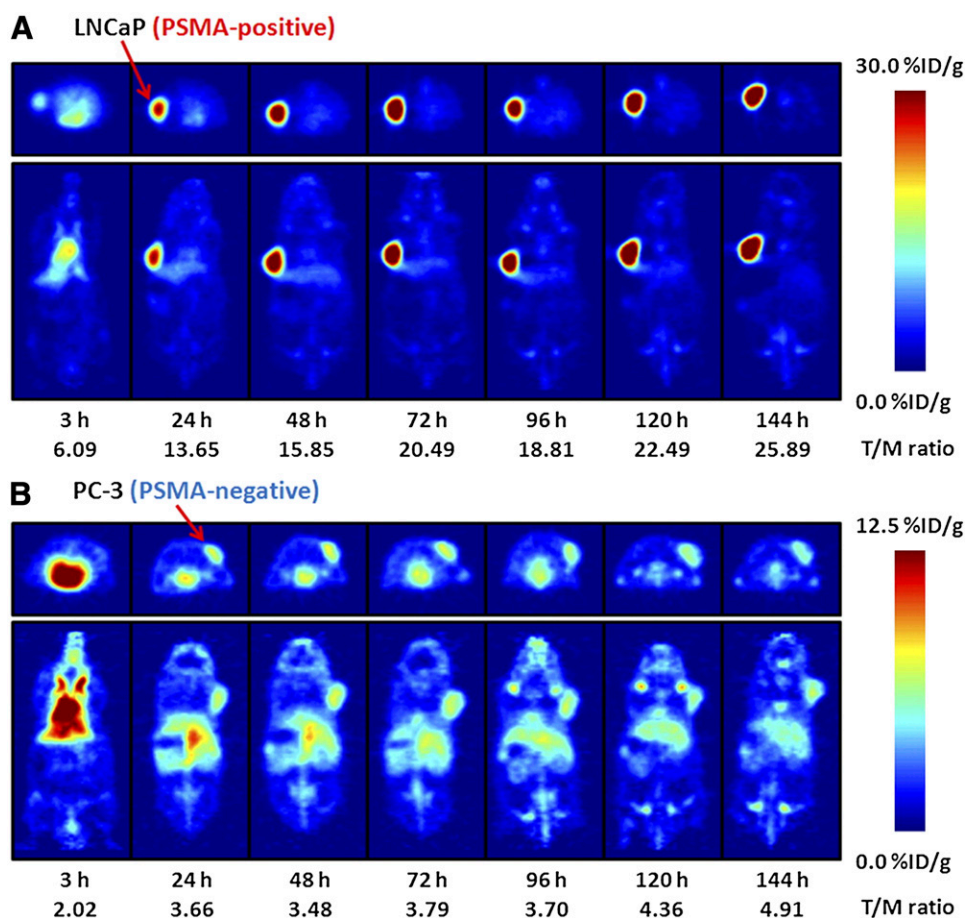 A
LNCaP (PSMA-positive)
30.0 %ID/g
0.0 %ID/g
3 h 24 h 48 h 72 h 96 h 120 h 144 h
6.09 13.65 15.85 20.49 18.81 22.49 25.89 T/M ratio
B
PC-3 (PSMA-negative)
12.5 %ID/g
0.0 %ID/g
3 h 24 h 48 h 72 h 96 h 120 h 144 h
2.02 3.66 3.48 3.79 3.70 4.36 4.91 T/M ratio